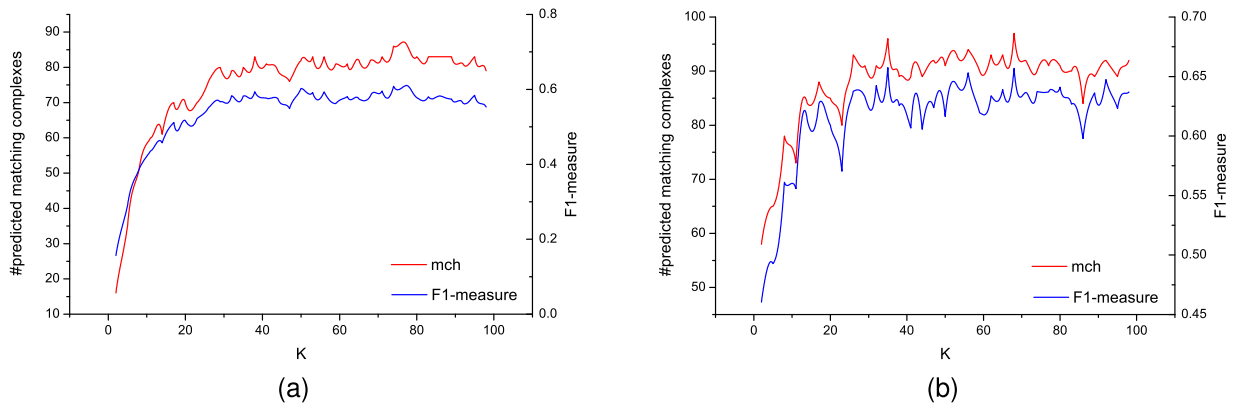 #predicted matching complexes
90
80
70
60
50
40
30
20
10
0.8
0.6
0.4
0.2
0.0
F1-measure
mch
F1-measure
0 20 40 60 80 100
K
(a)
#predicted matching complexes
100
90
80
70
60
50
0.70
0.65
0.60
0.55
0.50
0.45
F1-measure
mch
F1-measure
0 20 40 60 80 100
K
(b)